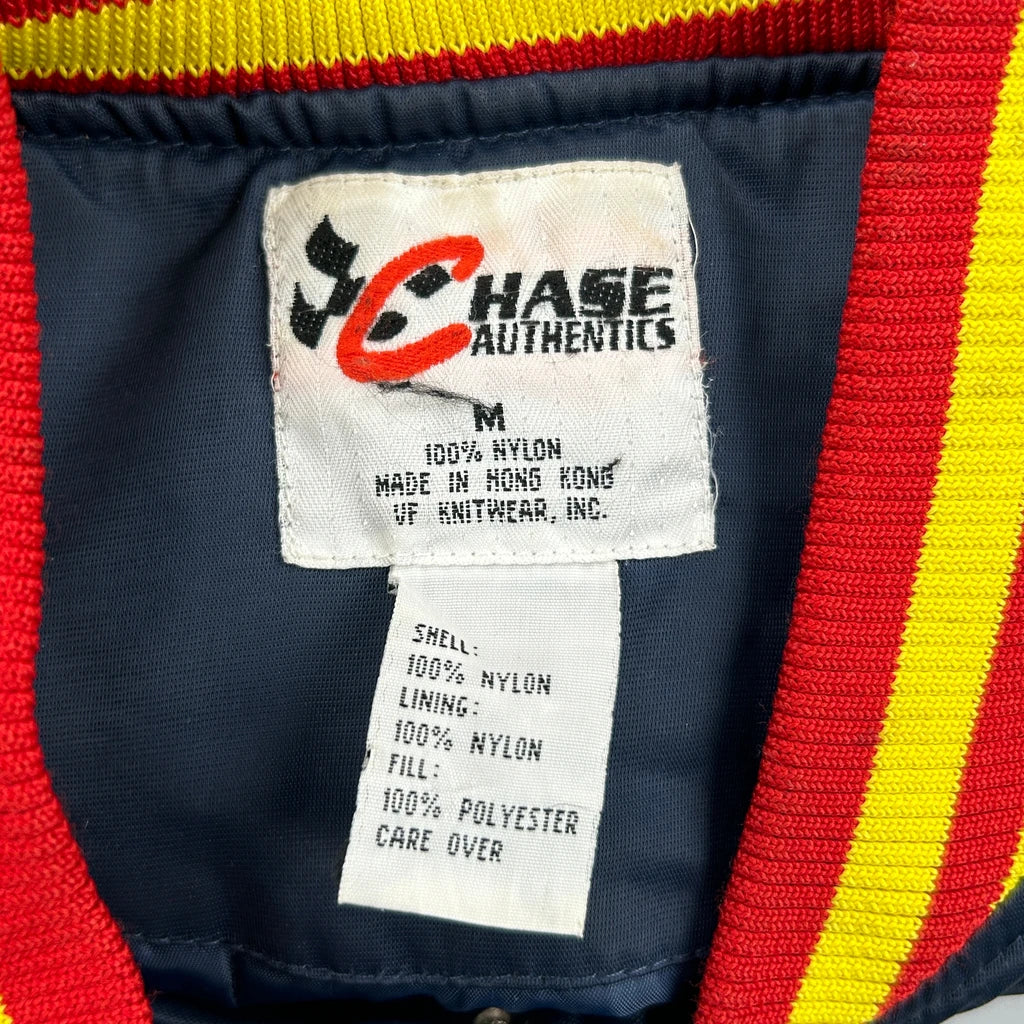 CHASE
AUTHENTICS
M
100% NYLON
MADE IN HONG KONG
VF KNITWEAR, INC.
SHELL:
100% NYLON
LINING:
100% NYLON
FILL:
100% POLYESTER
CARE OVER